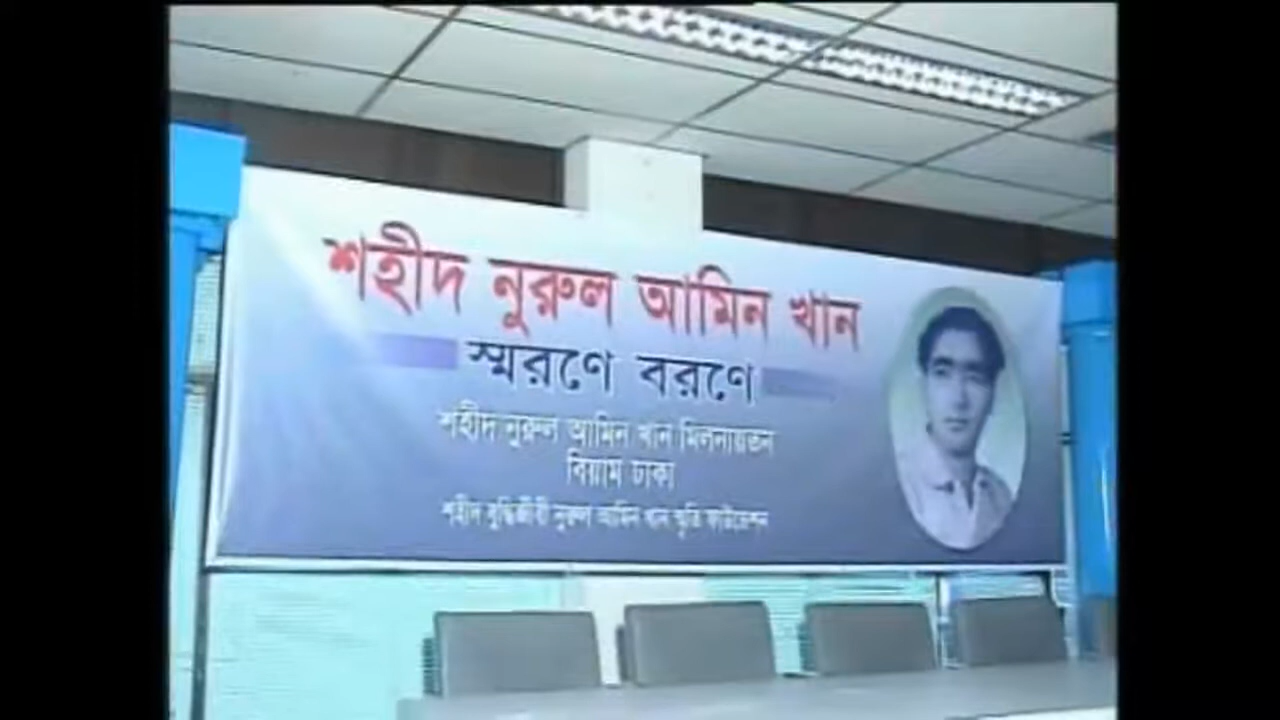 শহীদ নুরুল আমিন খান
স্মরণে বরণে
শহীদ নুরুল আমিন খান মিলনায়তন
বিয়াম ঢাকা
শহীদ বুদ্ধিজীবী নুরুল আমিন খান স্মৃতি ফাউন্ডেশন